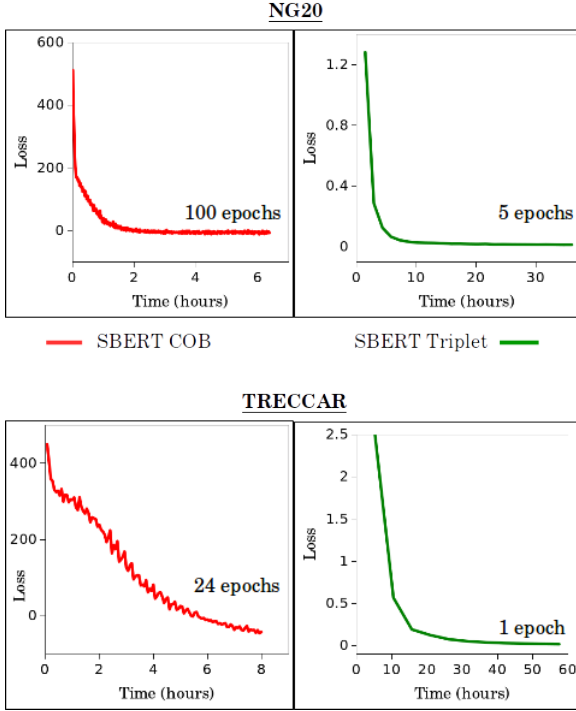 NG20
600
400
200
0
Loss
100 epochs
0 2 4 6
Time (hours)
1.2
0.8
0.4
0
Loss
5 epochs
0 10 20 30
Time (hours)
SBERT COB SBERT Triplet
TRECCAR
400
200
0
Loss
24 epochs
0 2 4 6 8
Time (hours)
2.5
2
1.5
1
0.5
0
Loss
1 epoch
0 10 20 30 40 50 60
Time (hours)